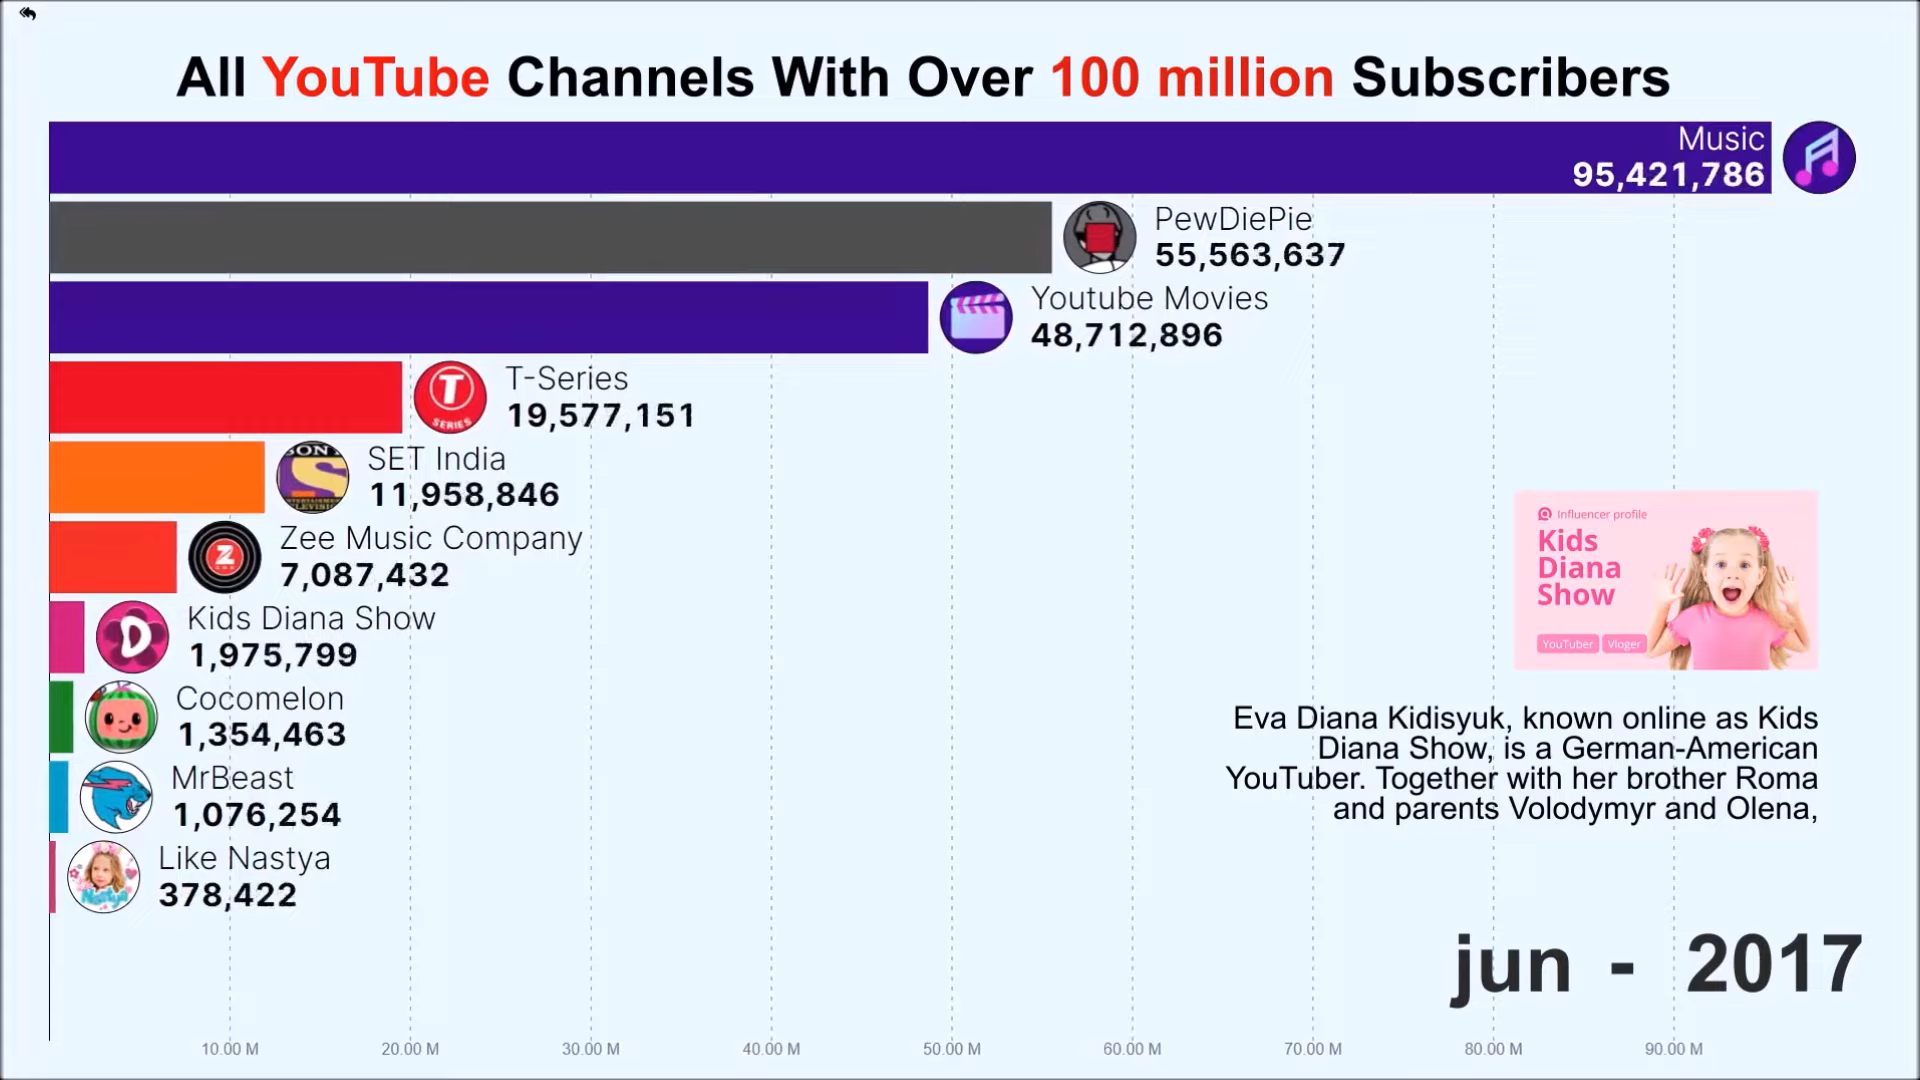 All YouTube Channels With Over 100 million Subscribers
Music
95,421,786
PewDiePie
55,563,637
Youtube Movies
48,712,896
T-Series
19,577,151
T
SERIES
SET India
11,958,846
SON
S
Zee Music Company
7,087,432
Z
Kids Diana Show
1,975,799
D
Cocomelon
1,354,463
MrBeast
1,076,254
Like Nastya
378,422
Nastya
Influencer profile
Kids
Diana
Show
YouTuber Vloger
Eva Diana Kidisyuk, known online as Kids
Diana Show, is a German-American
YouTuber. Together with her brother Roma
and parents Volodymyr and Olena,
jun - 2017
10.00 M 20.00 M 30.00 M 40.00 M 50.00 M 60.00 M 70.00 M 80.00 M 90.00 M